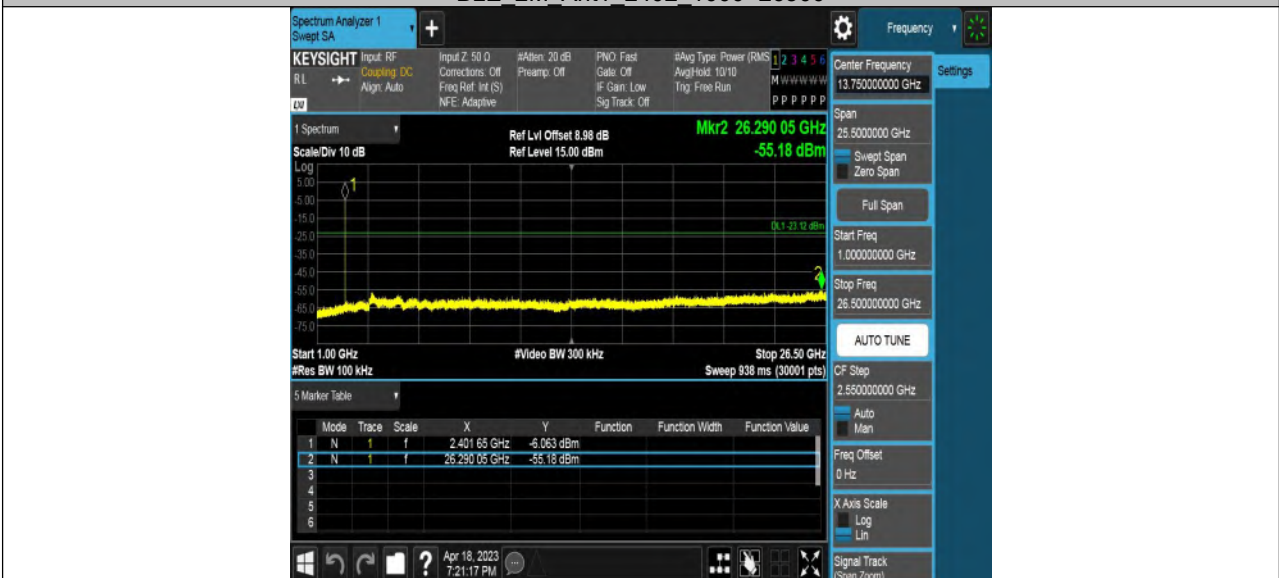 Spectrum Analyzer 1
Swept SA
+
Frequency
KEYSIGHT
RL
LXI
Input: RF
Coupling: DC
Align: Auto
Input Z: 50 Ω
Corrections: Off
Freq Ref: Int (S)
NFE: Adaptive
#Atten: 20 dB
Preamp: Off
PNO: Fast
Gate: Off
IF Gain: Low
Sig Track: Off
#Avg Type: Power (RMS
Avg|Hold: 10/10
Trig: Free Run
1 2 3 4 5 6
M W W W W W
P P P P P P
Center Frequency
13.750000000 GHz
Settings
Span
25.5000000 GHz
Swept Span
Zero Span
Full Span
Start Freq
1.000000000 GHz
Stop Freq
26.500000000 GHz
AUTO TUNE
CF Step
2.550000000 GHz
Auto
Man
Freq Offset
0 Hz
X Axis Scale
Log
Lin
Signal Track
(Span Zoom)
1 Spectrum
Scale/Div 10 dB
Ref Lvl Offset 8.98 dB
Ref Level 15.00 dBm
Mkr2 26.290 05 GHz
-55.18 dBm
Log
5.00
-5.00
-15.0
-25.0
-35.0
-45.0
-55.0
-65.0
-75.0
1
DL1 -23.12 dBm
2
Start 1.00 GHz
#Video BW 300 kHz
Stop 26.50 GHz
#Res BW 100 kHz
Sweep 938 ms (30001 pts)
5 Marker Table
Mode Trace Scale X Y Function Function Width Function Value
1 N 1 f 2.401 65 GHz -6.063 dBm
2 N 1 f 26.290 05 GHz -55.18 dBm
3
4
5
6
?
Apr 18, 2023
7:21:17 PM